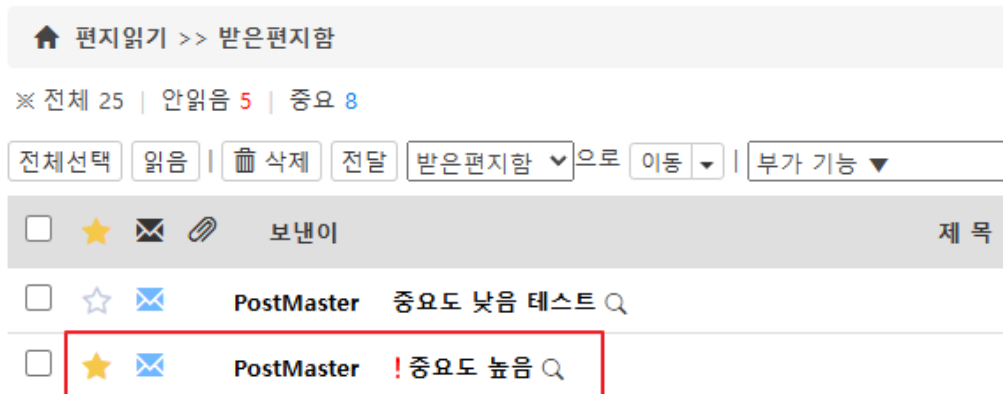 편지읽기 >> 받은편지함
※ 전체 25 | 안읽음 5 | 중요 8
전체선택 읽음 | 삭제 전달 받은편지함 으로 이동 | 부가 기능 ▼
보낸이 제 목
PostMaster 중요도 낮음 테스트
PostMaster ! 중요도 높음